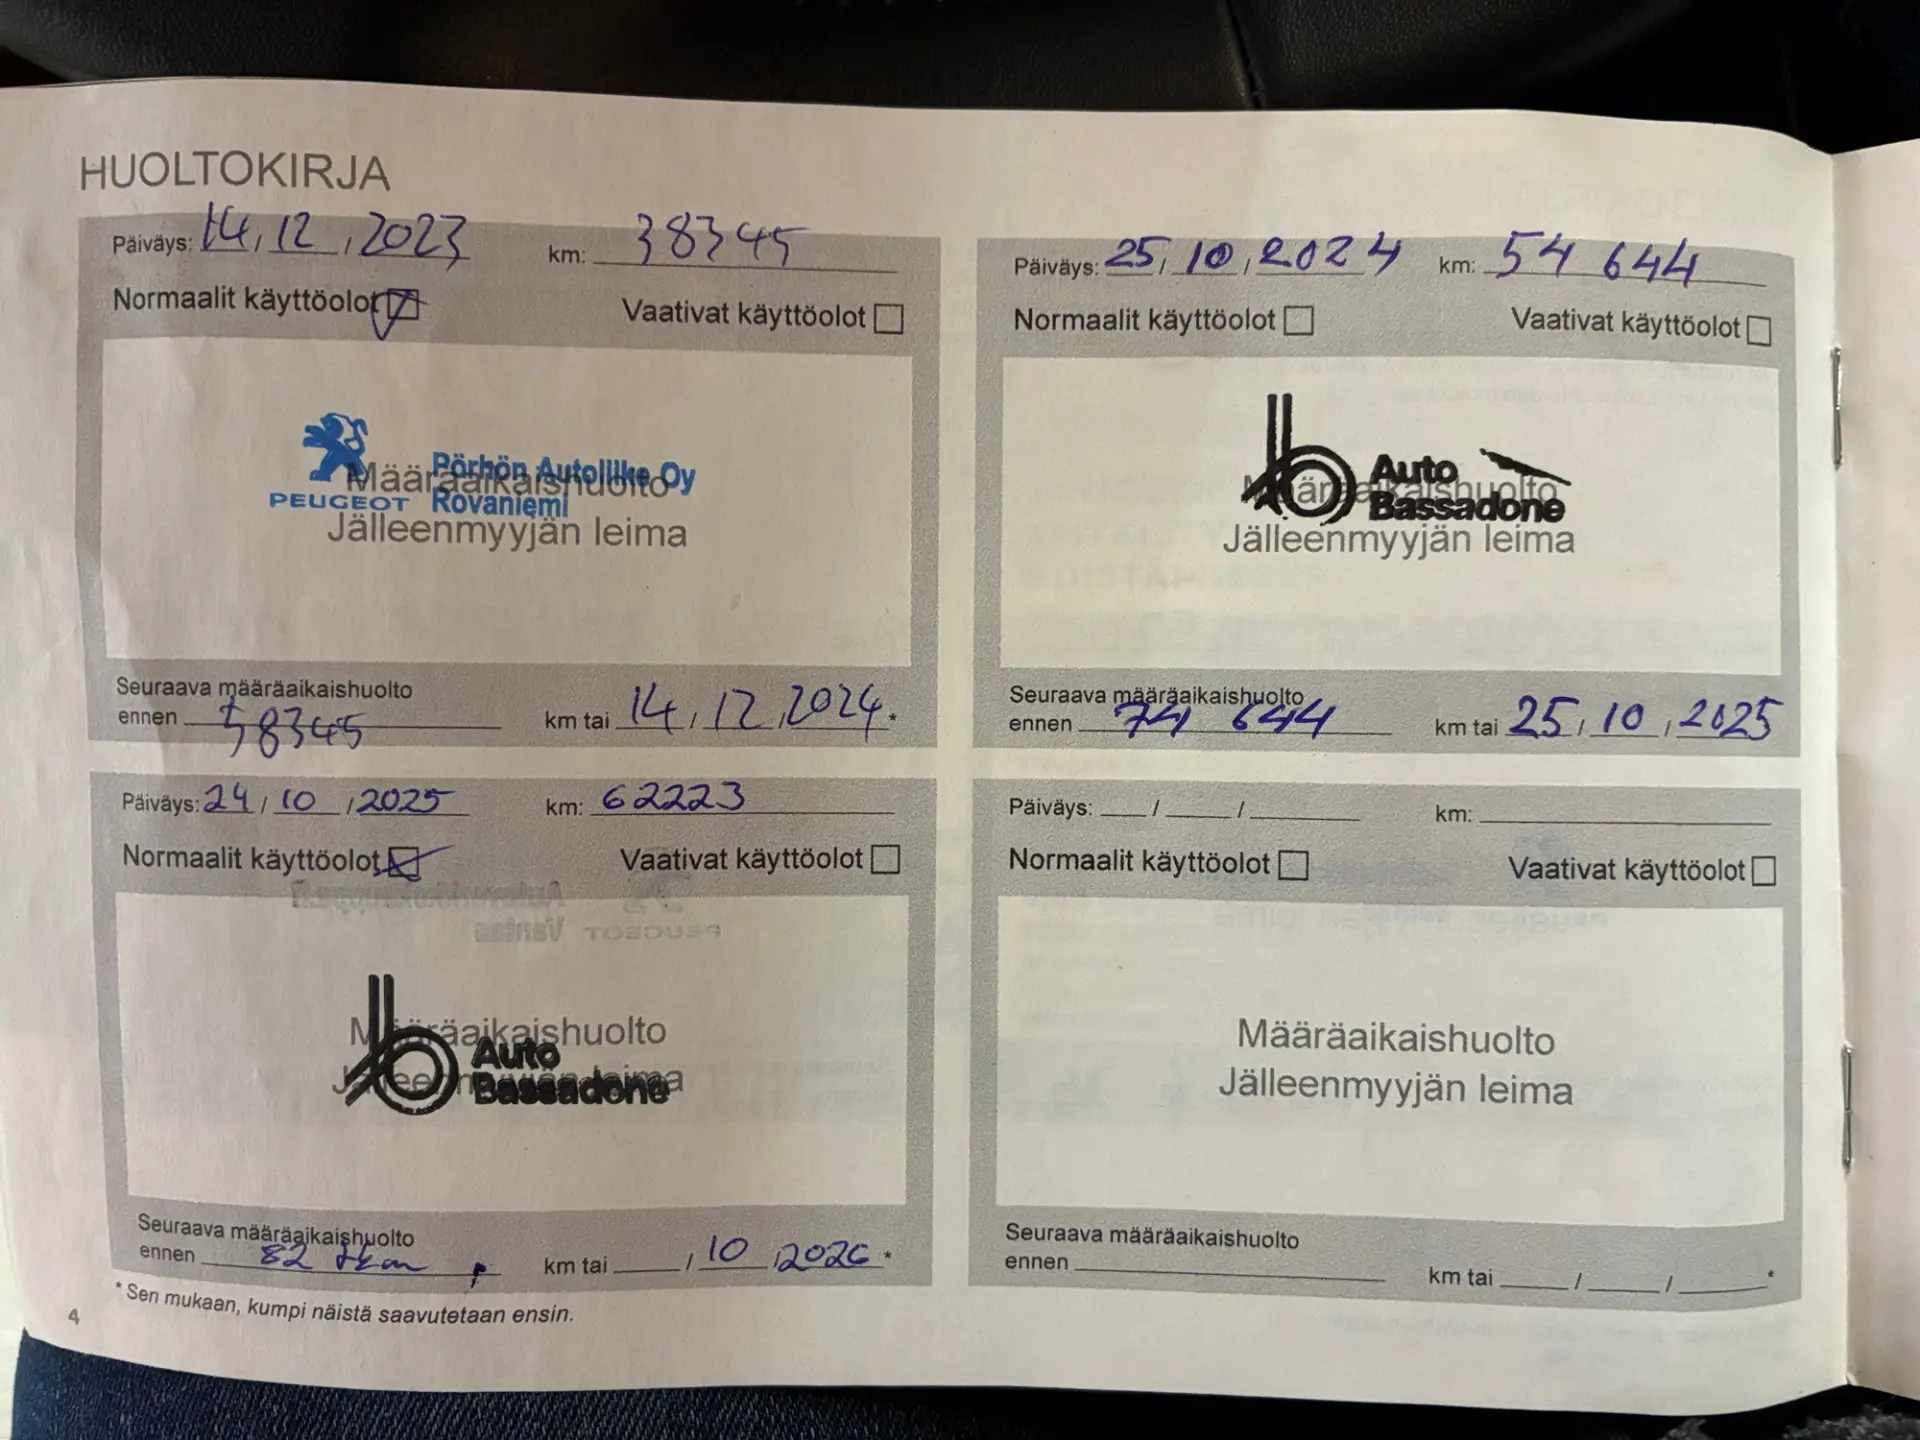 HUOLTOKIRJA
Päiväys: 14 / 12 / 2023 km: 38345
Normaalit käyttöolot Vaativat käyttöolot
PEUGEOT
Pörhön Autoliike Oy
Rovaniemi
Määräaikaishuolto
Jälleenmyyjän leima
Seuraava määräaikaishuolto
ennen 58345 km tai 14 / 12 / 2024 *
Päiväys: 25 / 10 / 2024 km: 54 644
Normaalit käyttöolot Vaativat käyttöolot
Auto
Bassadone
Määräaikaishuolto
Jälleenmyyjän leima
Seuraava määräaikaishuolto
ennen 74 644 km tai 25 / 10 / 2025
Päiväys: 24 / 10 / 2025 km: 62223
Normaalit käyttöolot Vaativat käyttöolot
Määräaikaishuolto
Jälleenmyyjän leima
Auto
Bassadone
Seuraava määräaikaishuolto
ennen 82 tkm km tai / 10 / 2026 *
Päiväys: / / km:
Normaalit käyttöolot Vaativat käyttöolot
Määräaikaishuolto
Jälleenmyyjän leima
Seuraava määräaikaishuolto
ennen km tai / / *
* Sen mukaan, kumpi näistä saavutetaan ensin.
4